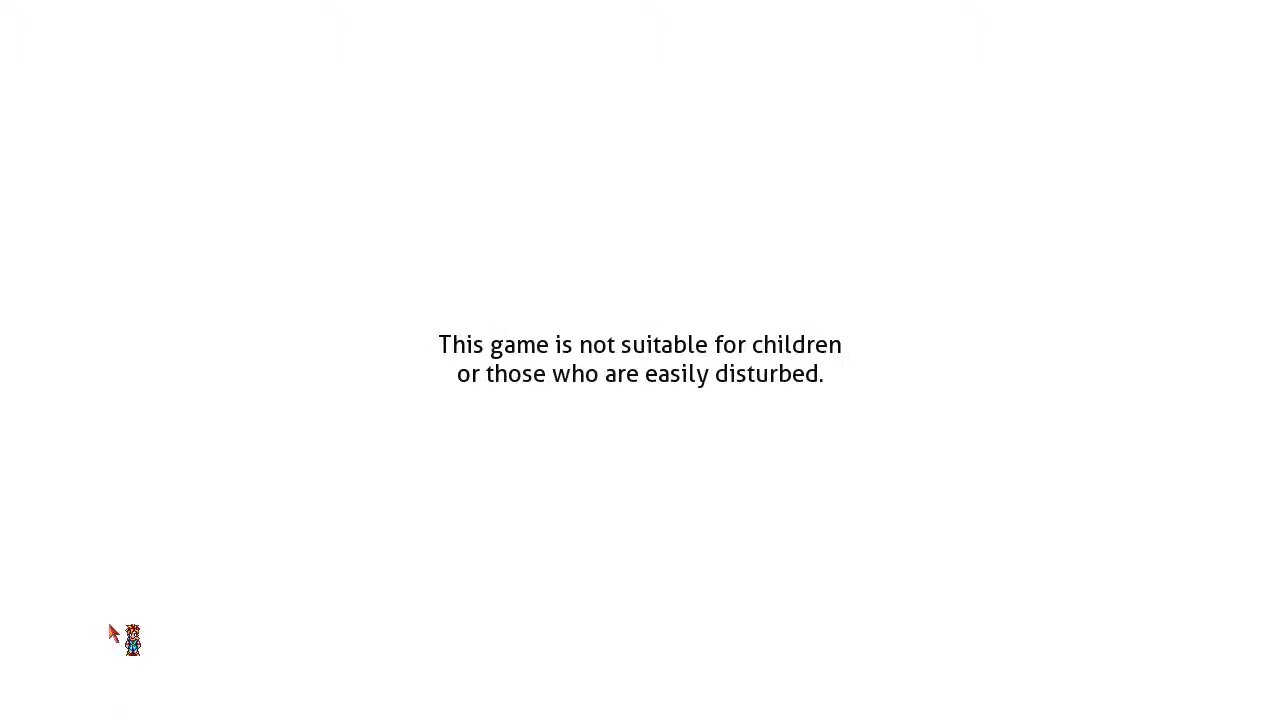 This game is not suitable for children
or those who are easily disturbed.